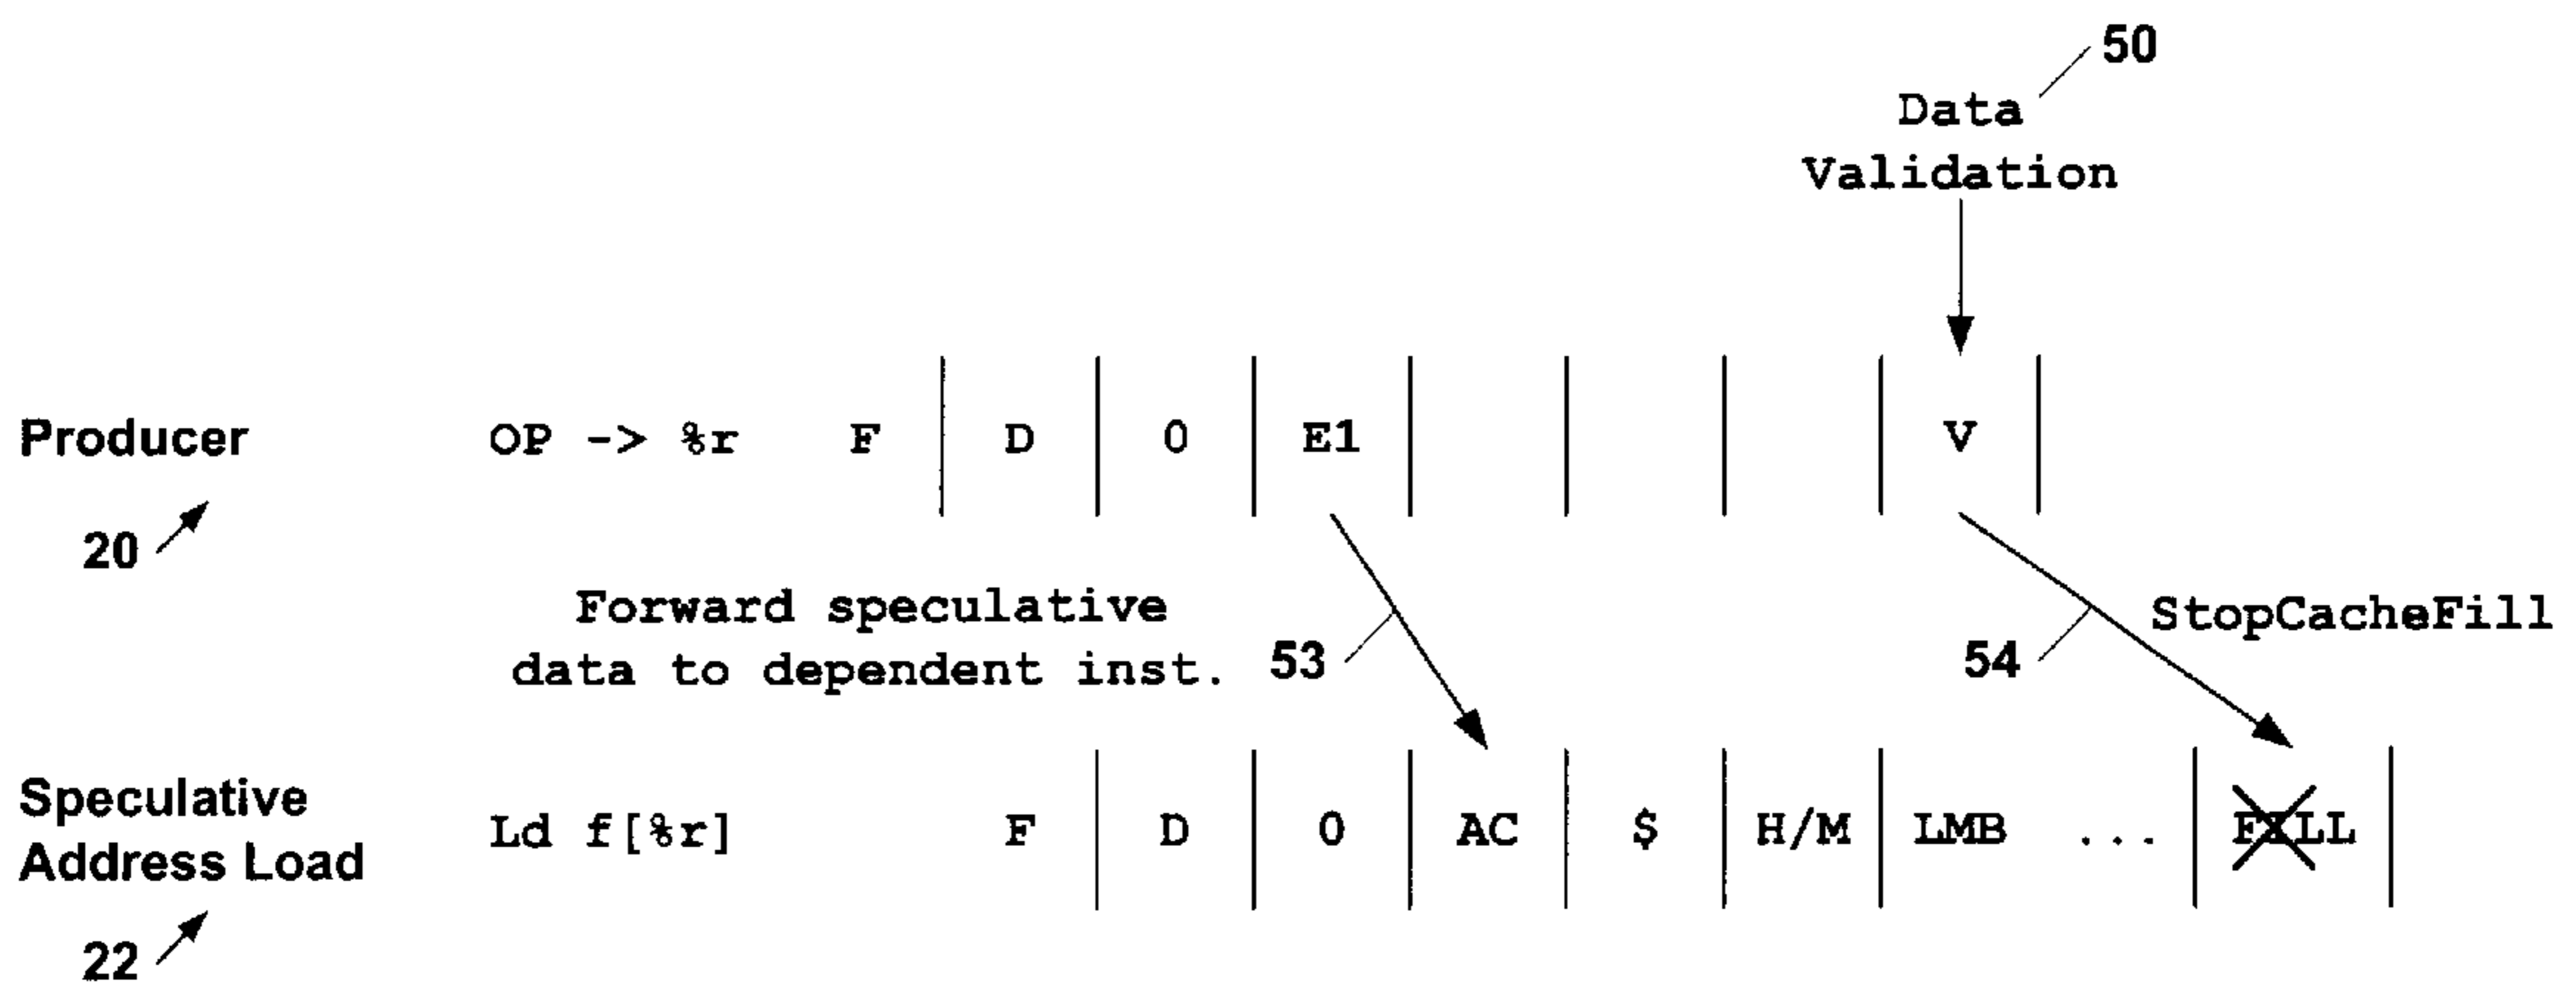 50
Data
Validation
Producer OP -> %r F D 0 E1 V
20
Forward speculative
data to dependent inst. 53
StopCacheFill
54
Speculative
Address Load
Ld f[%r] F D 0 AC $ H/M LMB ... FILL
22